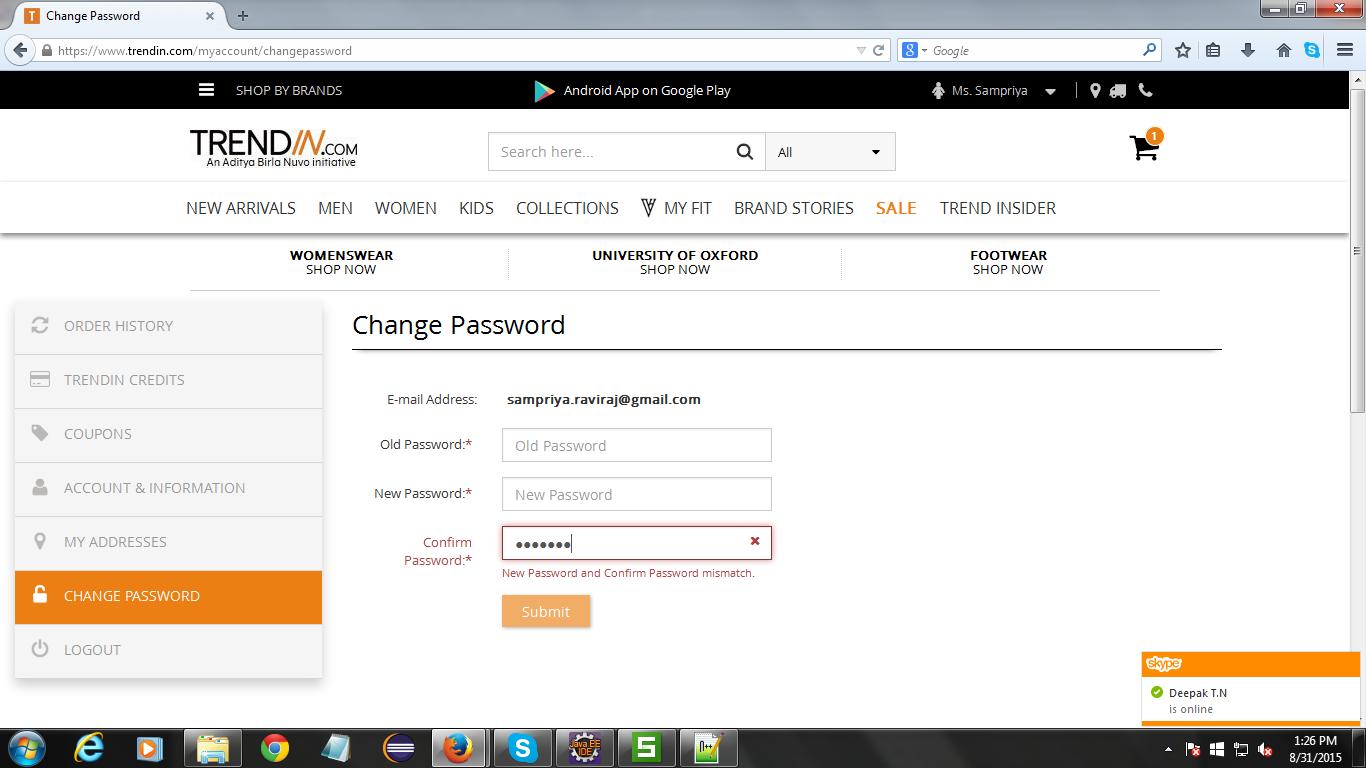 Change Password
https://www.trendin.com/myaccount/changepassword
Google
SHOP BY BRANDS
Android App on Google Play
Ms. Sampriya
TRENDIN.COM
An Aditya Birla Nuvo initiative
Search here...
All
1
NEW ARRIVALS MEN WOMEN KIDS COLLECTIONS MY FIT BRAND STORIES SALE TREND INSIDER
WOMENSWEAR
SHOP NOW
UNIVERSITY OF OXFORD
SHOP NOW
FOOTWEAR
SHOP NOW
ORDER HISTORY
TRENDIN CREDITS
COUPONS
ACCOUNT & INFORMATION
MY ADDRESSES
CHANGE PASSWORD
LOGOUT
Change Password
E-mail Address: sampriya.raviraj@gmail.com
Old Password:* Old Password
New Password:* New Password
Confirm
Password:*
•••••••
New Password and Confirm Password mismatch.
Submit
skype
Deepak T.N
is online
Java EE
IDE
S
N++
1:26 PM
8/31/2015